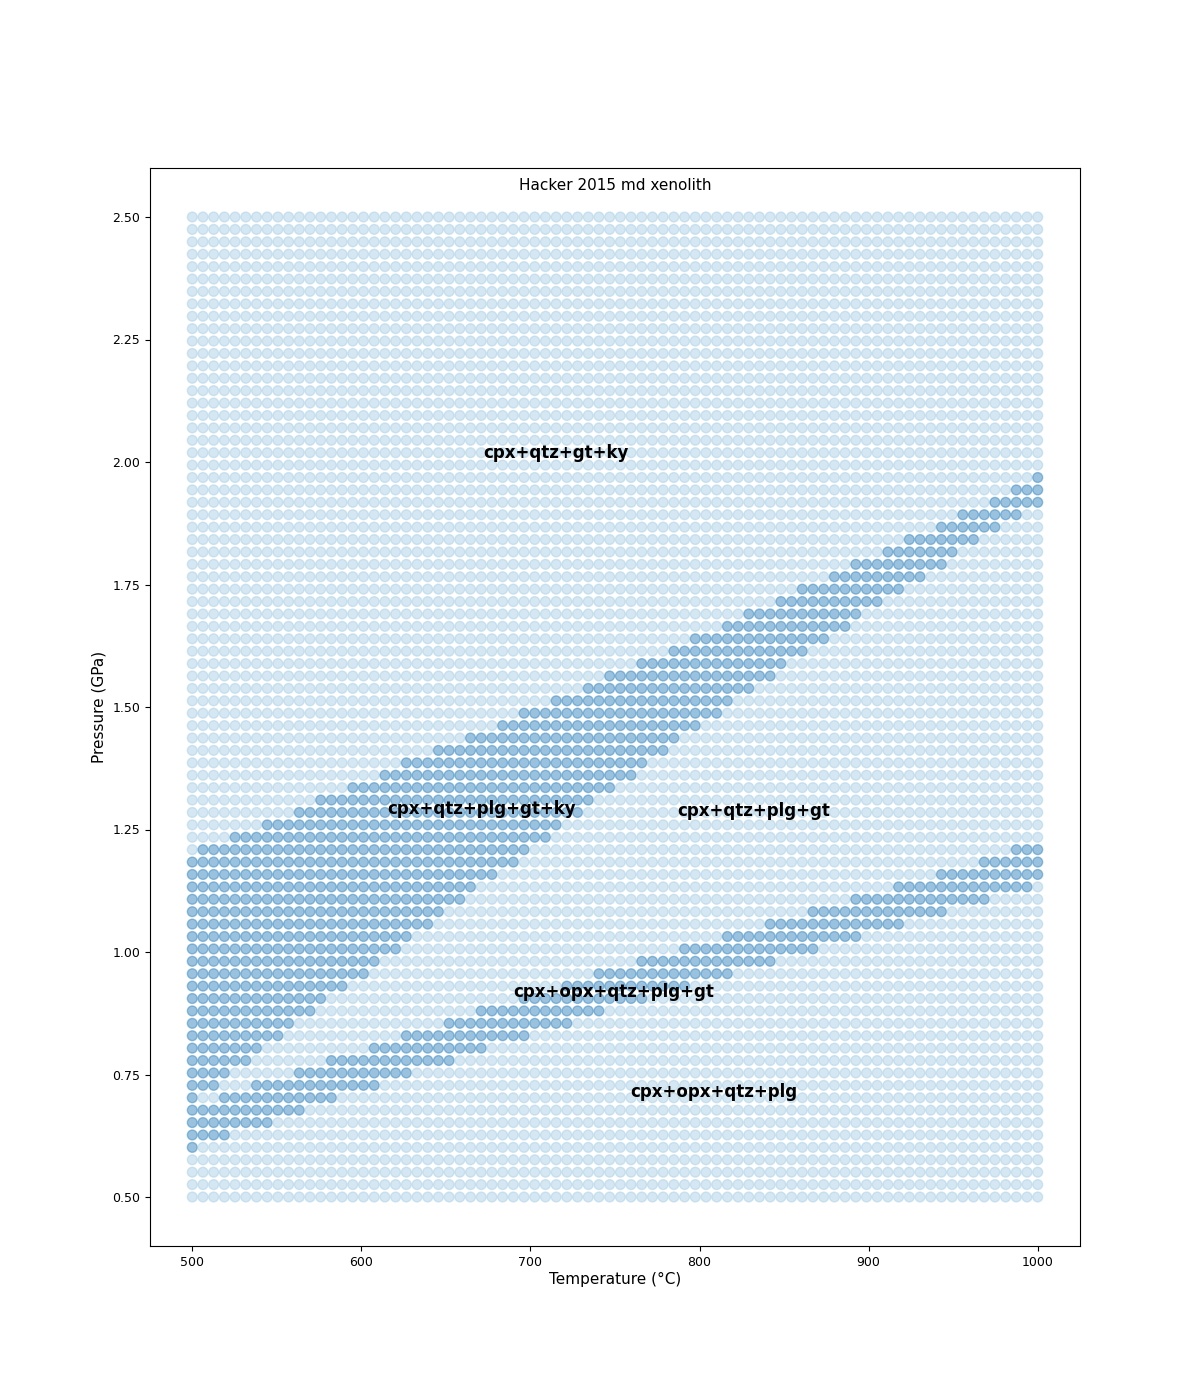 Hacker 2015 md xenolith
2.50
2.25
2.00
1.75
1.50
1.25
1.00
0.75
0.50
Pressure (GPa)
cpx+qtz+gt+ky
cpx+qtz+plg+gt+ky
cpx+qtz+plg+gt
cpx+opx+qtz+plg+gt
cpx+opx+qtz+plg
500 600 700 800 900 1000
Temperature (°C)